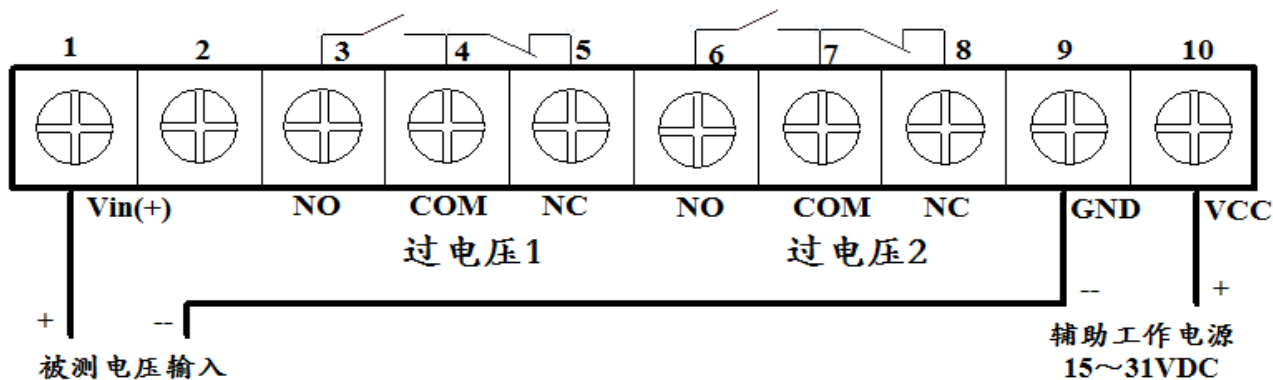 1 2 3 4 5 6 7 8 9 10
Vin(+) NO COM NC NO COM NC GND VCC
过电压1 过电压2
+ -- -- +
被测电压输入 辅助工作电源
15～31VDC